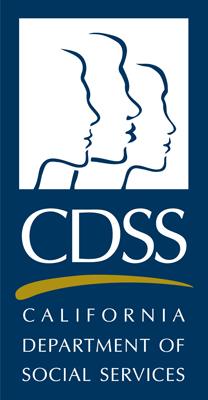 CDSS
CALIFORNIA
DEPARTMENT OF
SOCIAL SERVICES